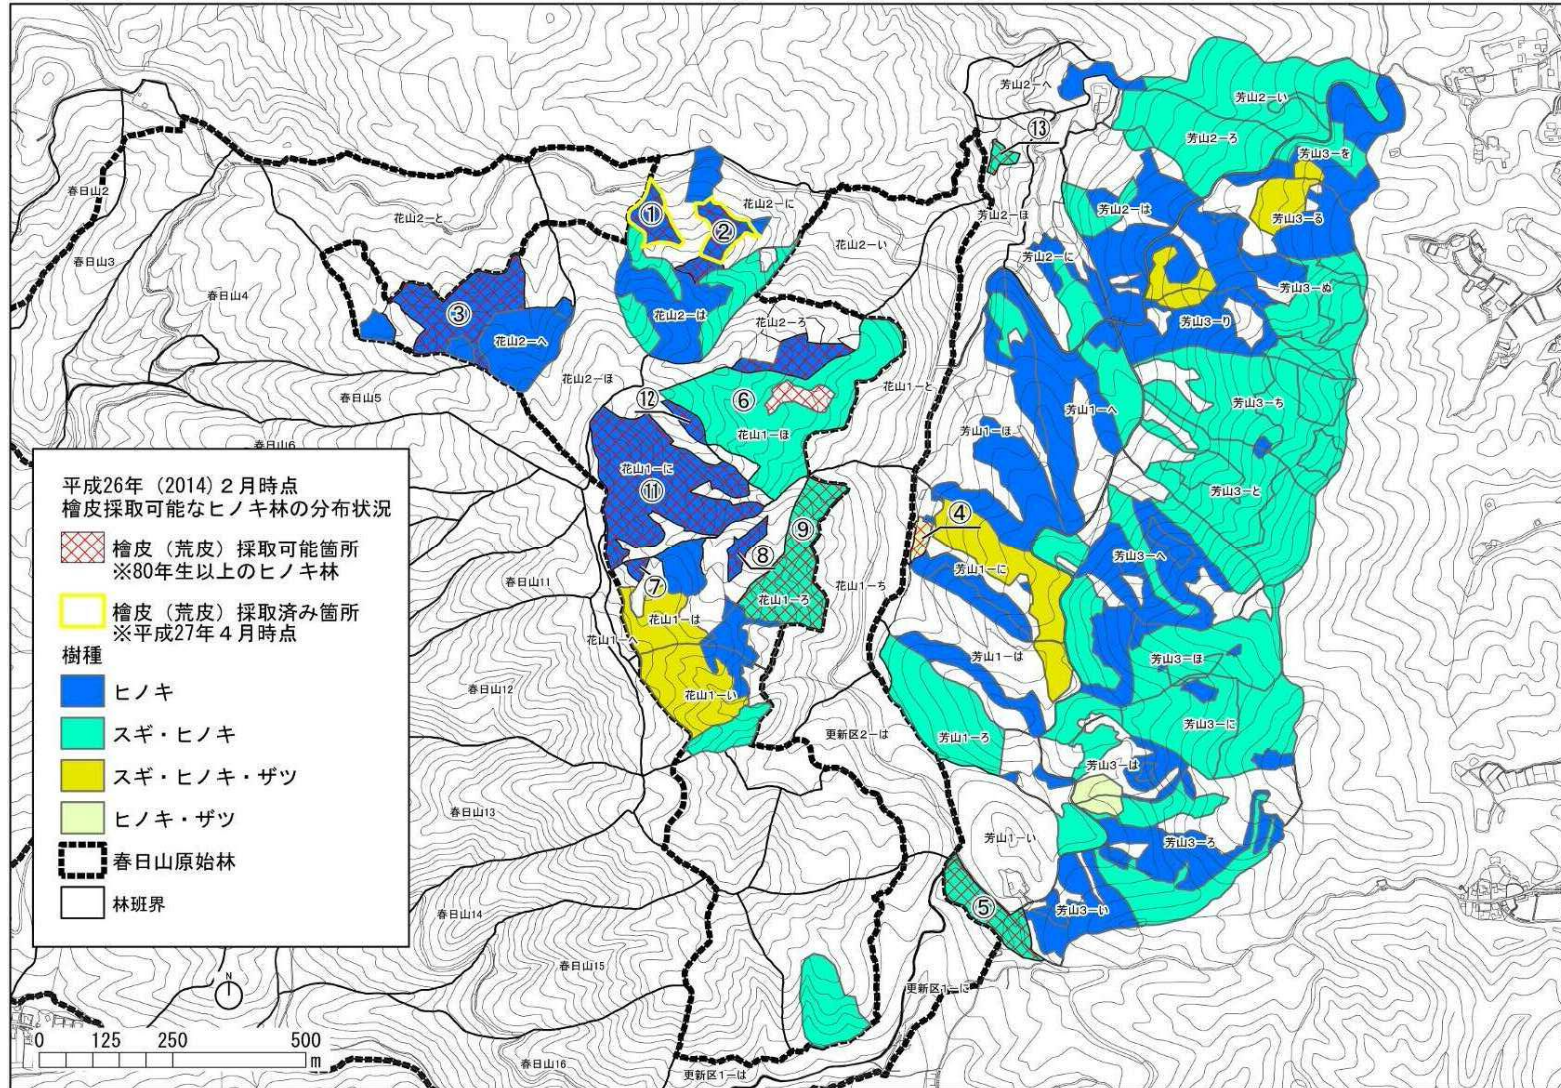 芳山2-へ
芳山2-い
⑬
芳山2-ろ
芳山3-を
春日山2
花山2-と
①
花山2-に
②
芳山2-ほ
芳山2-は
芳山3-る
春日山3
花山2-い
芳山2-に
春日山4
芳山3-ぬ
③
花山2-は
花山2-ろ
芳山3-り
花山2-へ
花山2-ほ
花山1-と
春日山5
⑫
⑥
芳山1-へ
芳山3-ち
花山1-ほ
芳山1-ほ
春日山6
花山1-に
⑪
芳山3-と
④
⑨
⑧
芳山3-へ
芳山1-に
春日山11
⑦
花山1-ち
花山1-ろ
花山1-は
花山1-へ
芳山1-は
芳山3-ほ
春日山12
花山1-い
芳山3-に
更新区2-は
芳山1-ろ
芳山3-は
春日山13
芳山1-い
芳山3-ろ
春日山14
⑤
芳山3-い
春日山15
更新区1-に
春日山16
更新区1-は
平成26年(2014)2月時点
檜皮採取可能なヒノキ林の分布状況
檜皮(荒皮)採取可能箇所
※80年生以上のヒノキ林
檜皮(荒皮)採取済み箇所
※平成27年4月時点
樹種
ヒノキ
スギ・ヒノキ
スギ・ヒノキ・ザツ
ヒノキ・ザツ
春日山原始林
林班界
N
0 125 250 500
m